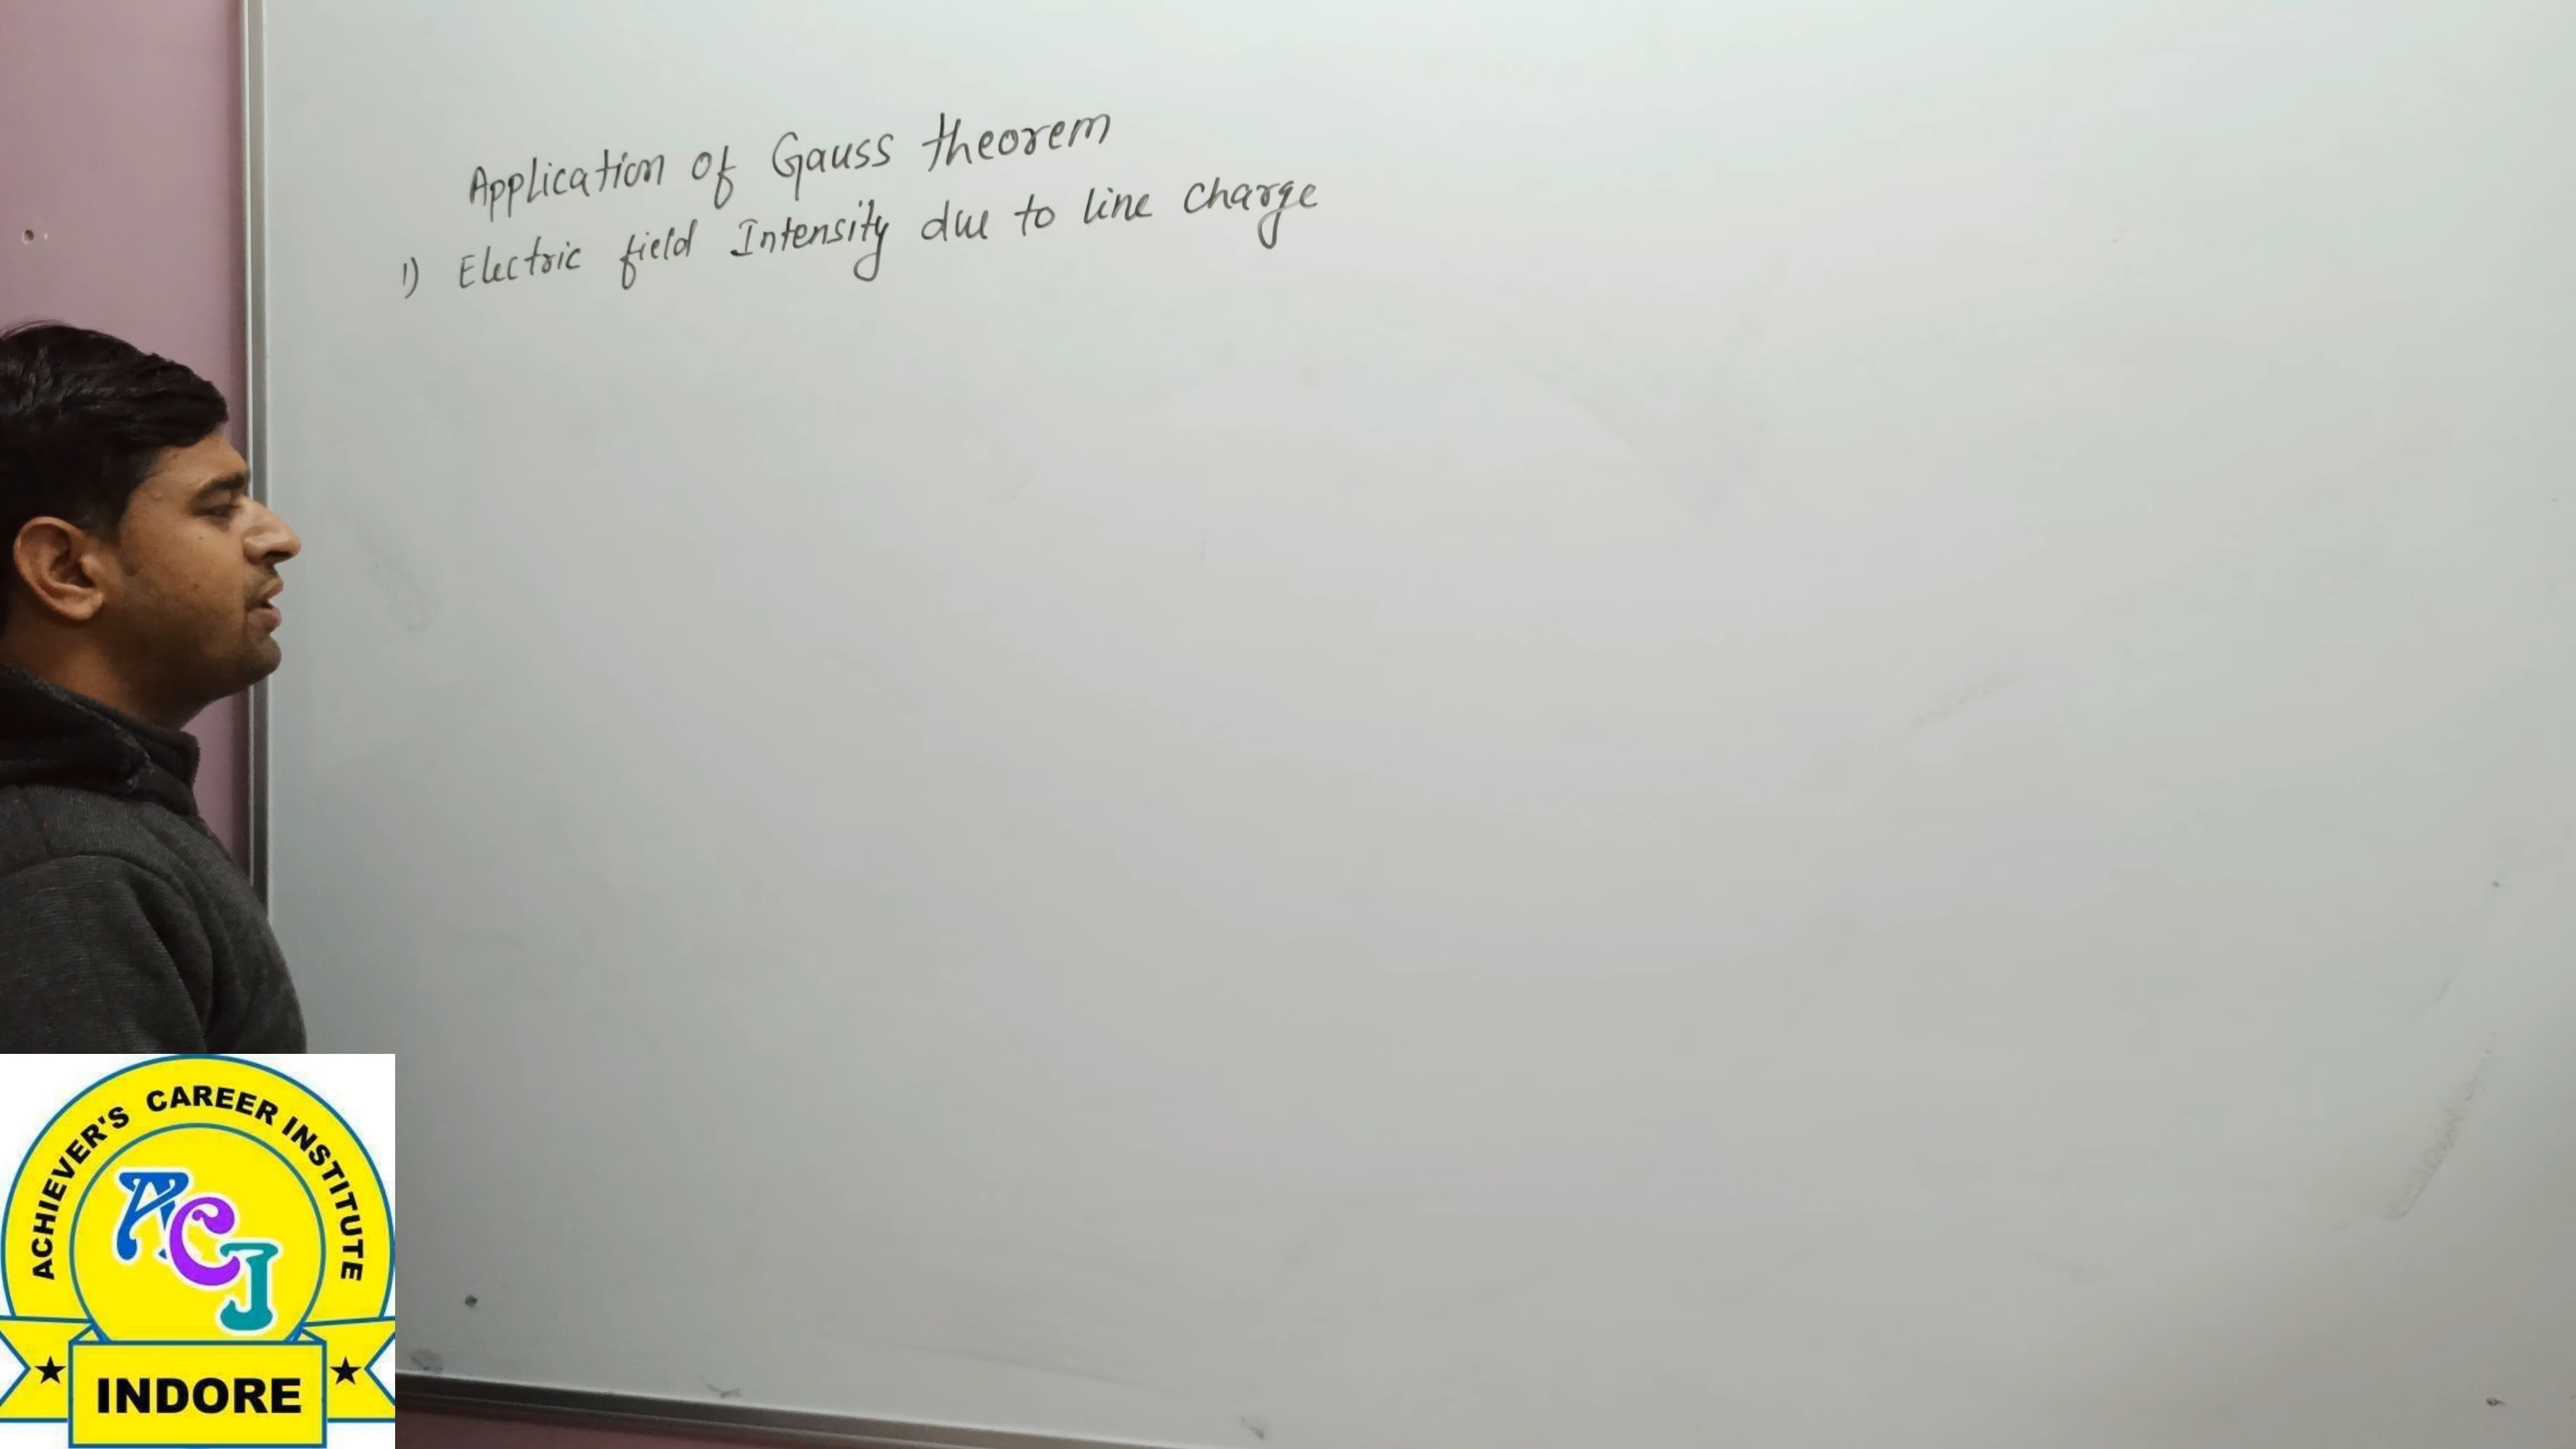 Application of Gauss theorem
1) Electric field Intensity due to line charge
ACHIEVER'S CAREER INSTITUTE
ACI
INDORE